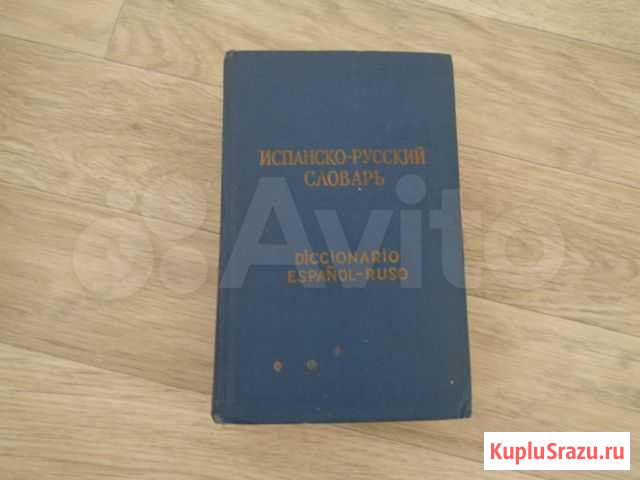 ИСПАНСКО-РУССКИЙ
СЛОВАРЬ
Avito
DICCIONARIO
ESPAÑOL-RUSO
KupluSrazu.ru